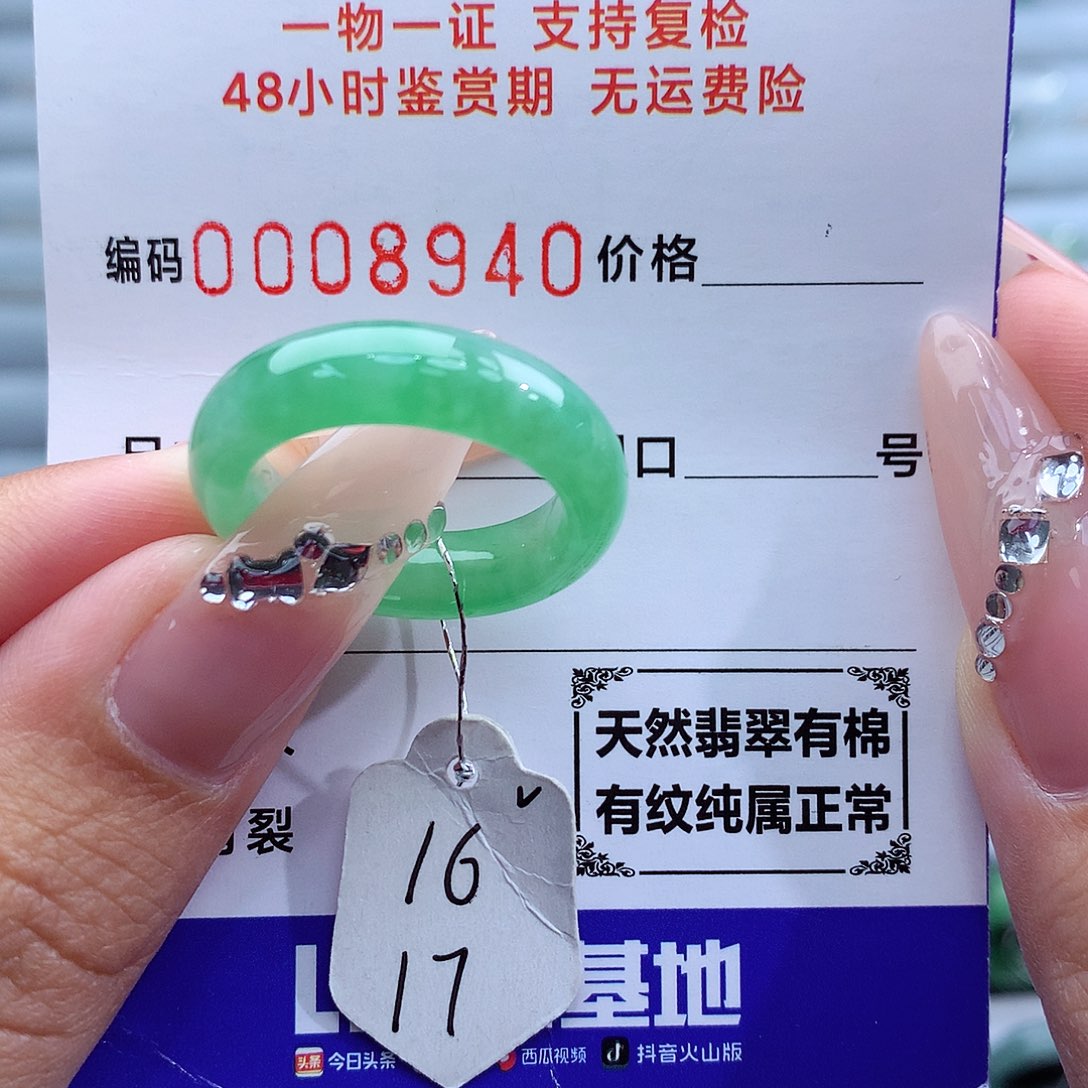 一物一证 支持复检
48小时鉴赏期 无运费险
编码0008940价格
口 号
天然翡翠有棉
有纹纯属正常
裂
16
17
基地
头条 今日头条 西瓜视频 抖音火山版